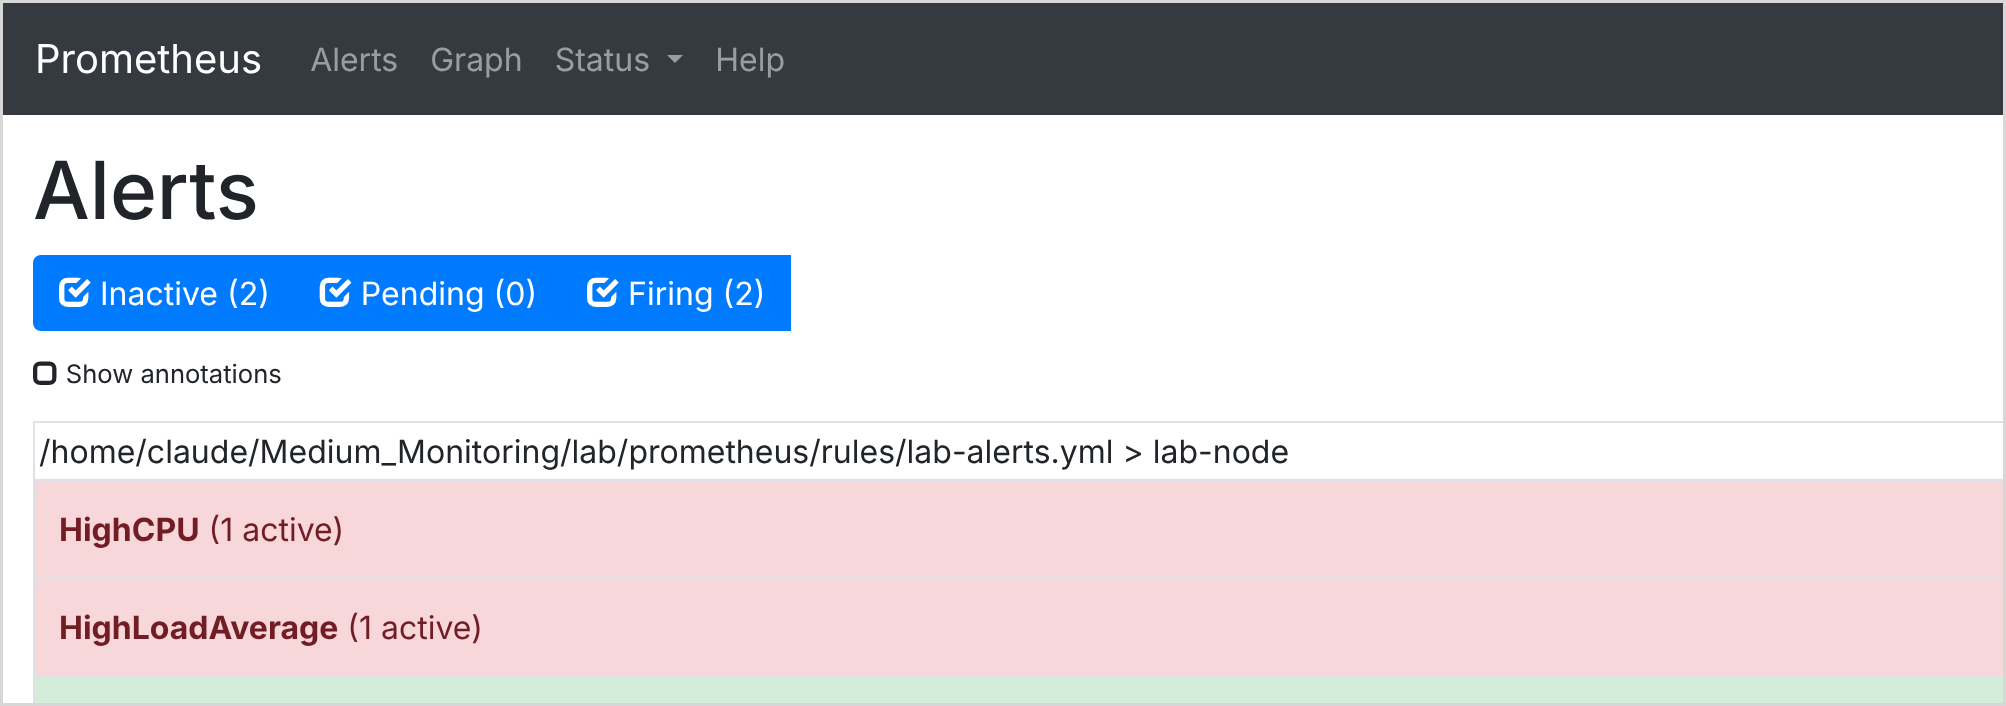 Prometheus Alerts Graph Status Help
Alerts
Inactive (2) Pending (0) Firing (2)
Show annotations
/home/claude/Medium_Monitoring/lab/prometheus/rules/lab-alerts.yml > lab-node
HighCPU (1 active)
HighLoadAverage (1 active)